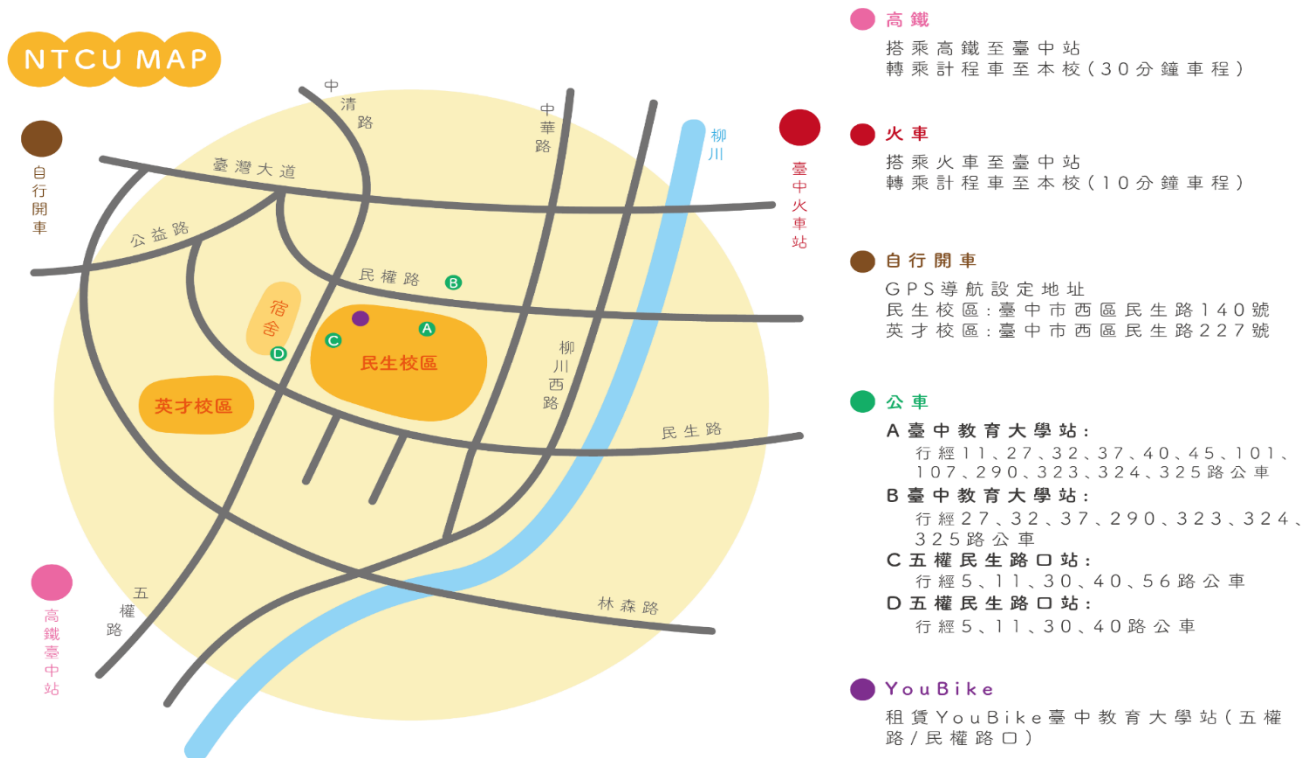 NTCU MAP
中清路
中華路
柳川
自行開車
臺灣大道
臺中火車站
公益路
民權路
B
宿舍
A
C
D
民生校區
柳川西路
英才校區
民生路
五權路
林森路
高鐵臺中站
高鐵
搭乘高鐵至臺中站
轉乘計程車至本校(30分鐘車程)
火車
搭乘火車至臺中站
轉乘計程車至本校(10分鐘車程)
自行開車
GPS導航設定地址
民生校區:臺中市西區民生路140號
英才校區:臺中市西區民生路227號
公車
A臺中教育大學站:
行經11、27、32、37、40、45、101、
107、290、323、324、325路公車
B臺中教育大學站:
行經27、32、37、290、323、324、
325路公車
C五權民生路口站:
行經5、11、30、40、56路公車
D五權民生路口站:
行經5、11、30、40路公車
YouBike
租賃YouBike臺中教育大學站(五權
路/民權路口)